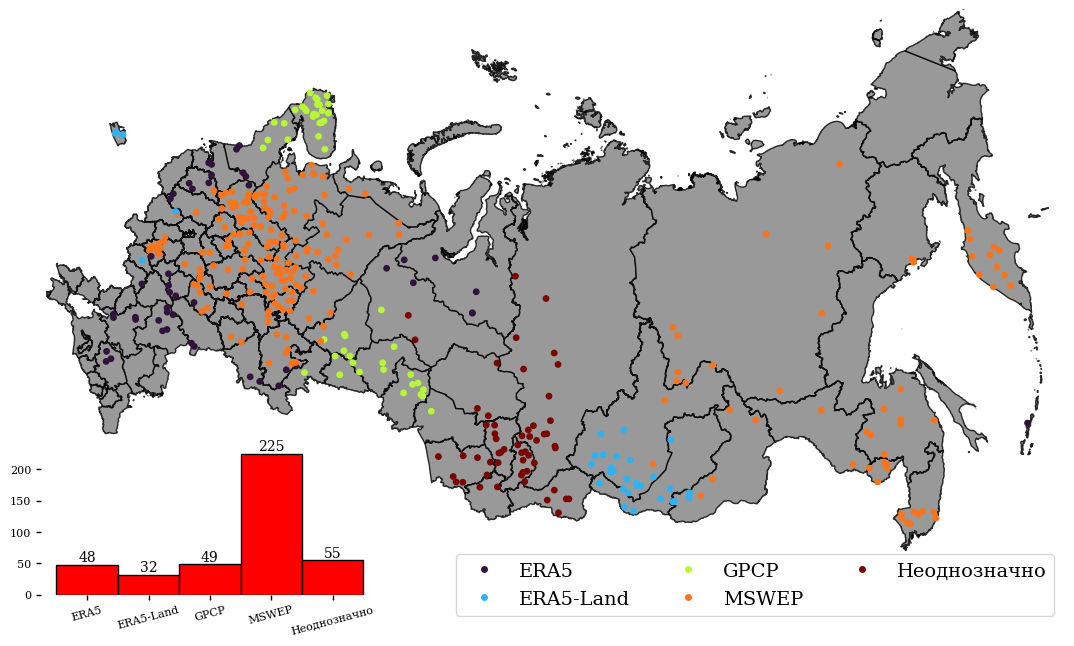 225
200
150
100
50
0
48
32
49
55
ERA5
ERA5-Land
GPCP
MSWEP
Неоднозначно
ERA5
GPCP
Неоднозначно
ERA5-Land
MSWEP